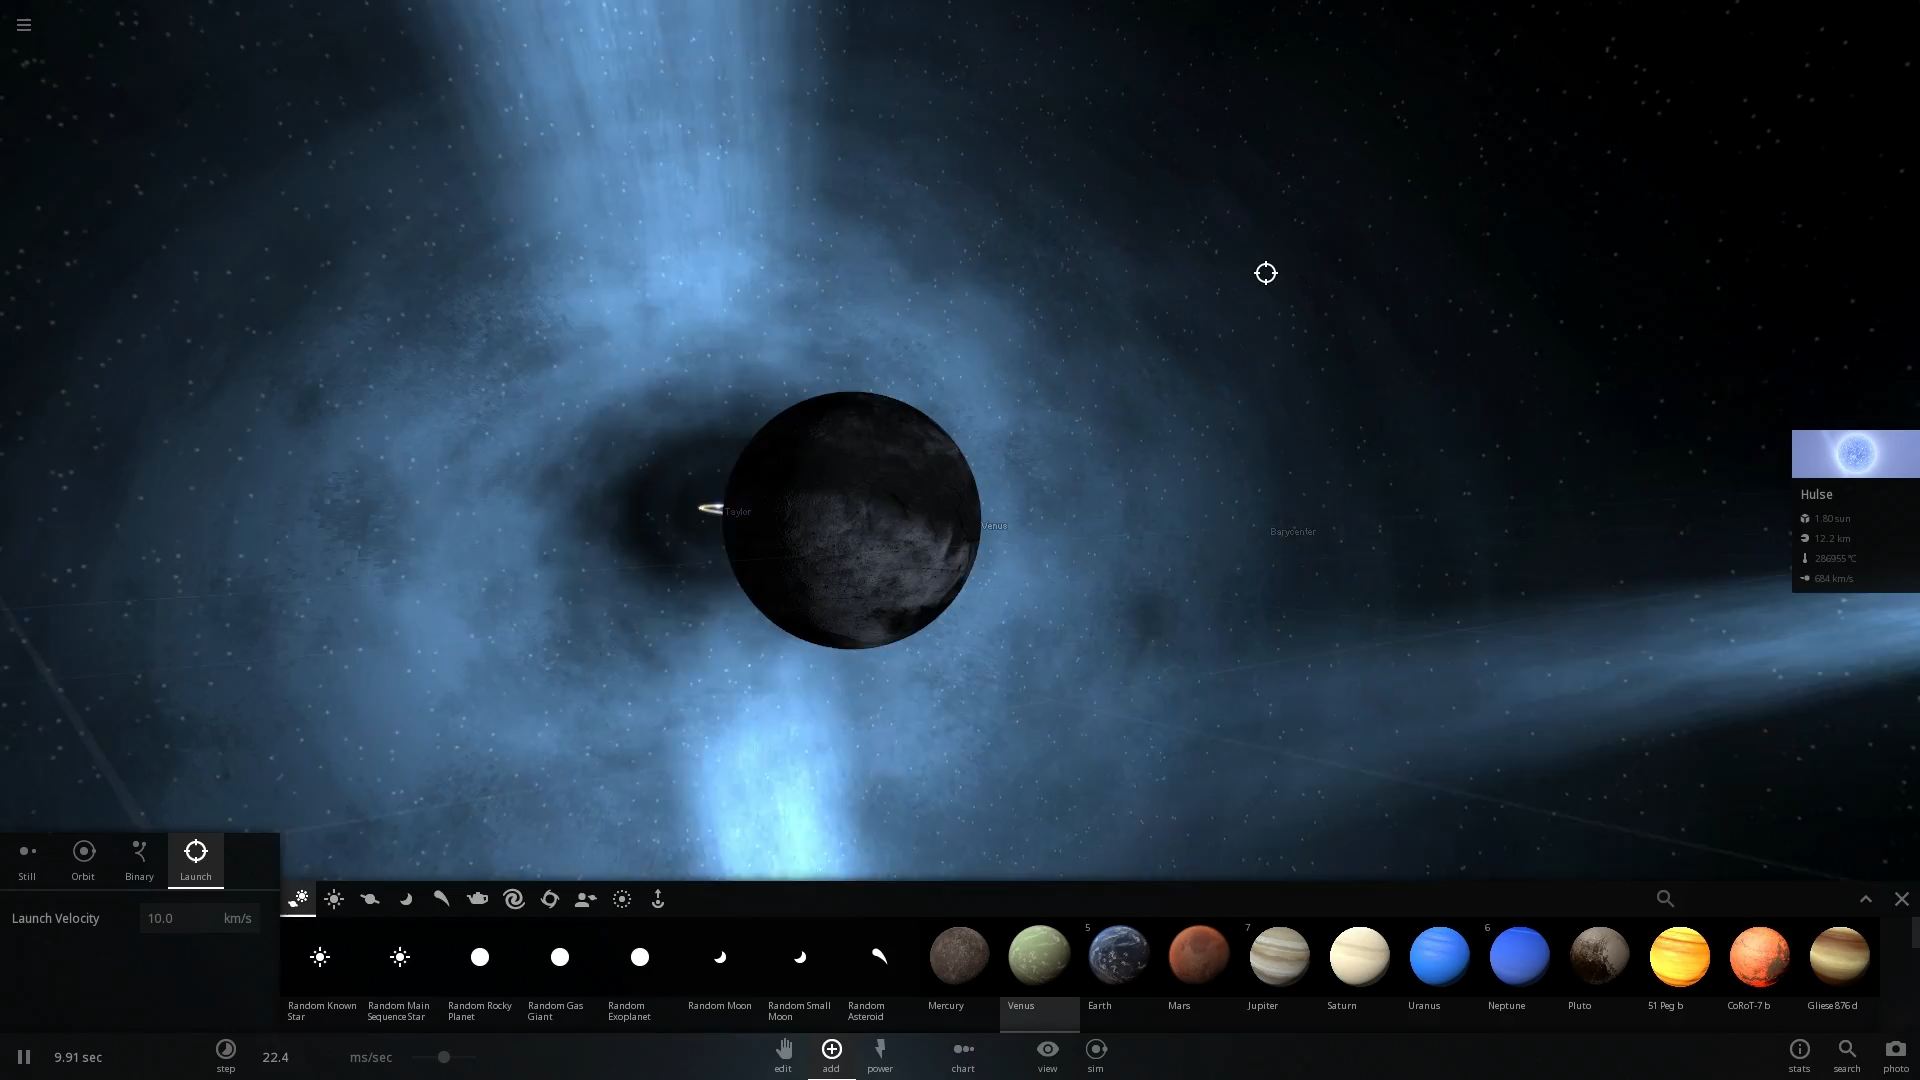 Taylor
Venus
Barycenter
Hulse
1.80 sun
12.2 km
286955 °C
684 km/s
Still
Orbit
Binary
Launch
Launch Velocity 10.0 km/s
5
7
6
Random Known Star
Random Main Sequence Star
Random Rocky Planet
Random Gas Giant
Random Exoplanet
Random Moon
Random Small Moon
Random Asteroid
Mercury
Venus
Earth
Mars
Jupiter
Saturn
Uranus
Neptune
Pluto
51 Peg b
CoRoT-7 b
Gliese 876 d
9.91 sec
step
22.4 ms/sec
edit
add
power
chart
view
sim
stats
search
photo